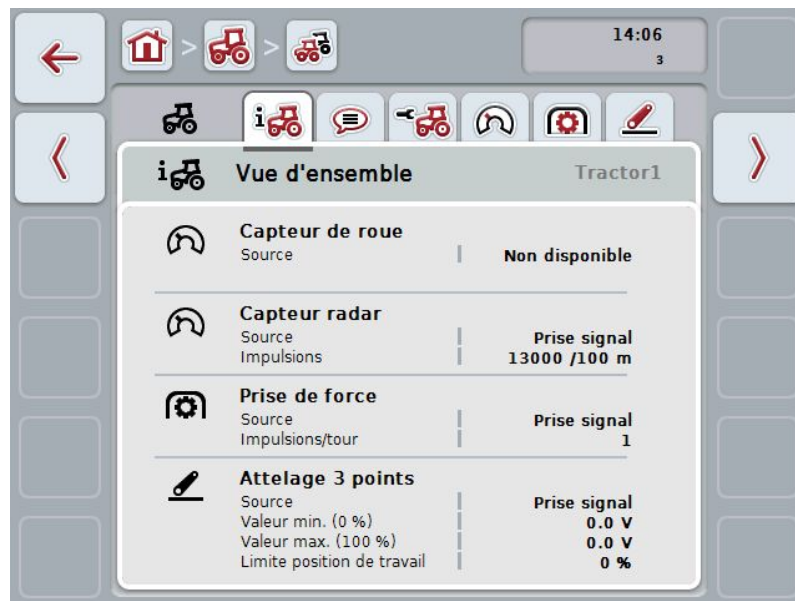 14:06
3
Vue d'ensemble Tractor1
Capteur de roue
Source Non disponible
Capteur radar
Source Prise signal
Impulsions 13000 /100 m
Prise de force
Source Prise signal
Impulsions/tour 1
Attelage 3 points
Source Prise signal
Valeur min. (0 %) 0.0 V
Valeur max. (100 %) 0.0 V
Limite position de travail 0 %